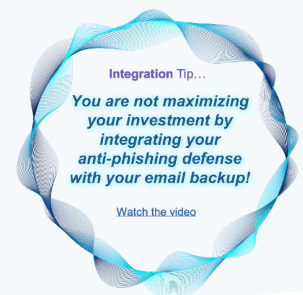 Integration Tip...
You are not maximizing
your investment by
integrating your
anti-phishing defense
with your email backup!
Watch the video